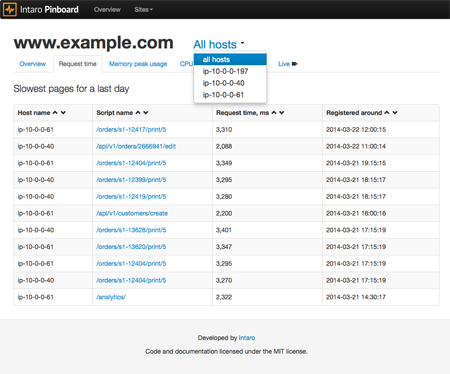 Intaro Pinboard Overview Sites
www.example.com All hosts
all hosts
ip-10-0-0-197
ip-10-0-0-40
ip-10-0-0-61
Overview Request time Memory peak usage CPU Live
Slowest pages for a last day
Host name Script name Request time, ms Registered around
ip-10-0-0-61 /orders/s1-12417/print/5 3,310 2014-03-22 12:00:15
ip-10-0-0-40 /api/v1/orders/2666941/edit 2,088 2014-03-22 11:00:14
ip-10-0-0-61 /orders/s1-12404/print/5 3,349 2014-03-21 19:15:15
ip-10-0-0-40 /orders/s1-12399/print/5 3,295 2014-03-21 18:15:17
ip-10-0-0-40 /orders/s1-12419/print/5 3,280 2014-03-21 18:15:17
ip-10-0-0-61 /api/v1/customers/create 2,200 2014-03-21 18:00:16
ip-10-0-0-40 /orders/s1-13628/print/5 3,401 2014-03-21 17:15:19
ip-10-0-0-61 /orders/s1-13620/print/5 3,347 2014-03-21 17:15:19
ip-10-0-0-61 /orders/s1-12404/print/5 3,295 2014-03-21 17:15:19
ip-10-0-0-40 /orders/s1-12404/print/5 3,270 2014-03-21 17:15:19
ip-10-0-0-61 /analytics/ 2,322 2014-03-21 14:30:17
Developed by Intaro
Code and documentation licensed under the MIT license.